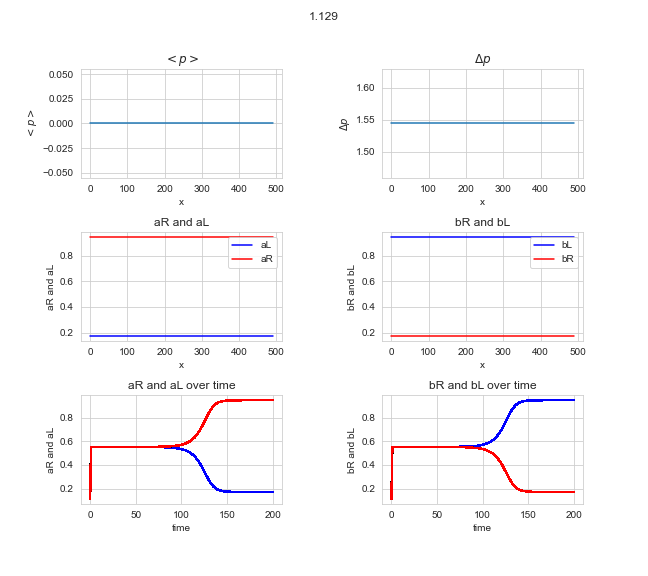 1.129
< p >
Δp
< p >
0.050
0.025
0.000
−0.025
−0.050
0 100 200 300 400 500
x
Δp
1.60
1.55
1.50
0 100 200 300 400 500
x
aR and aL
bR and bL
aR and aL
0.8
0.6
0.4
0.2
aL
aR
0 100 200 300 400 500
x
bR and bL
0.8
0.6
0.4
0.2
bL
bR
0 100 200 300 400 500
x
aR and aL over time
bR and bL over time
aR and aL
0.8
0.6
0.4
0.2
0 50 100 150 200
time
bR and bL
0.8
0.6
0.4
0.2
0 50 100 150 200
time